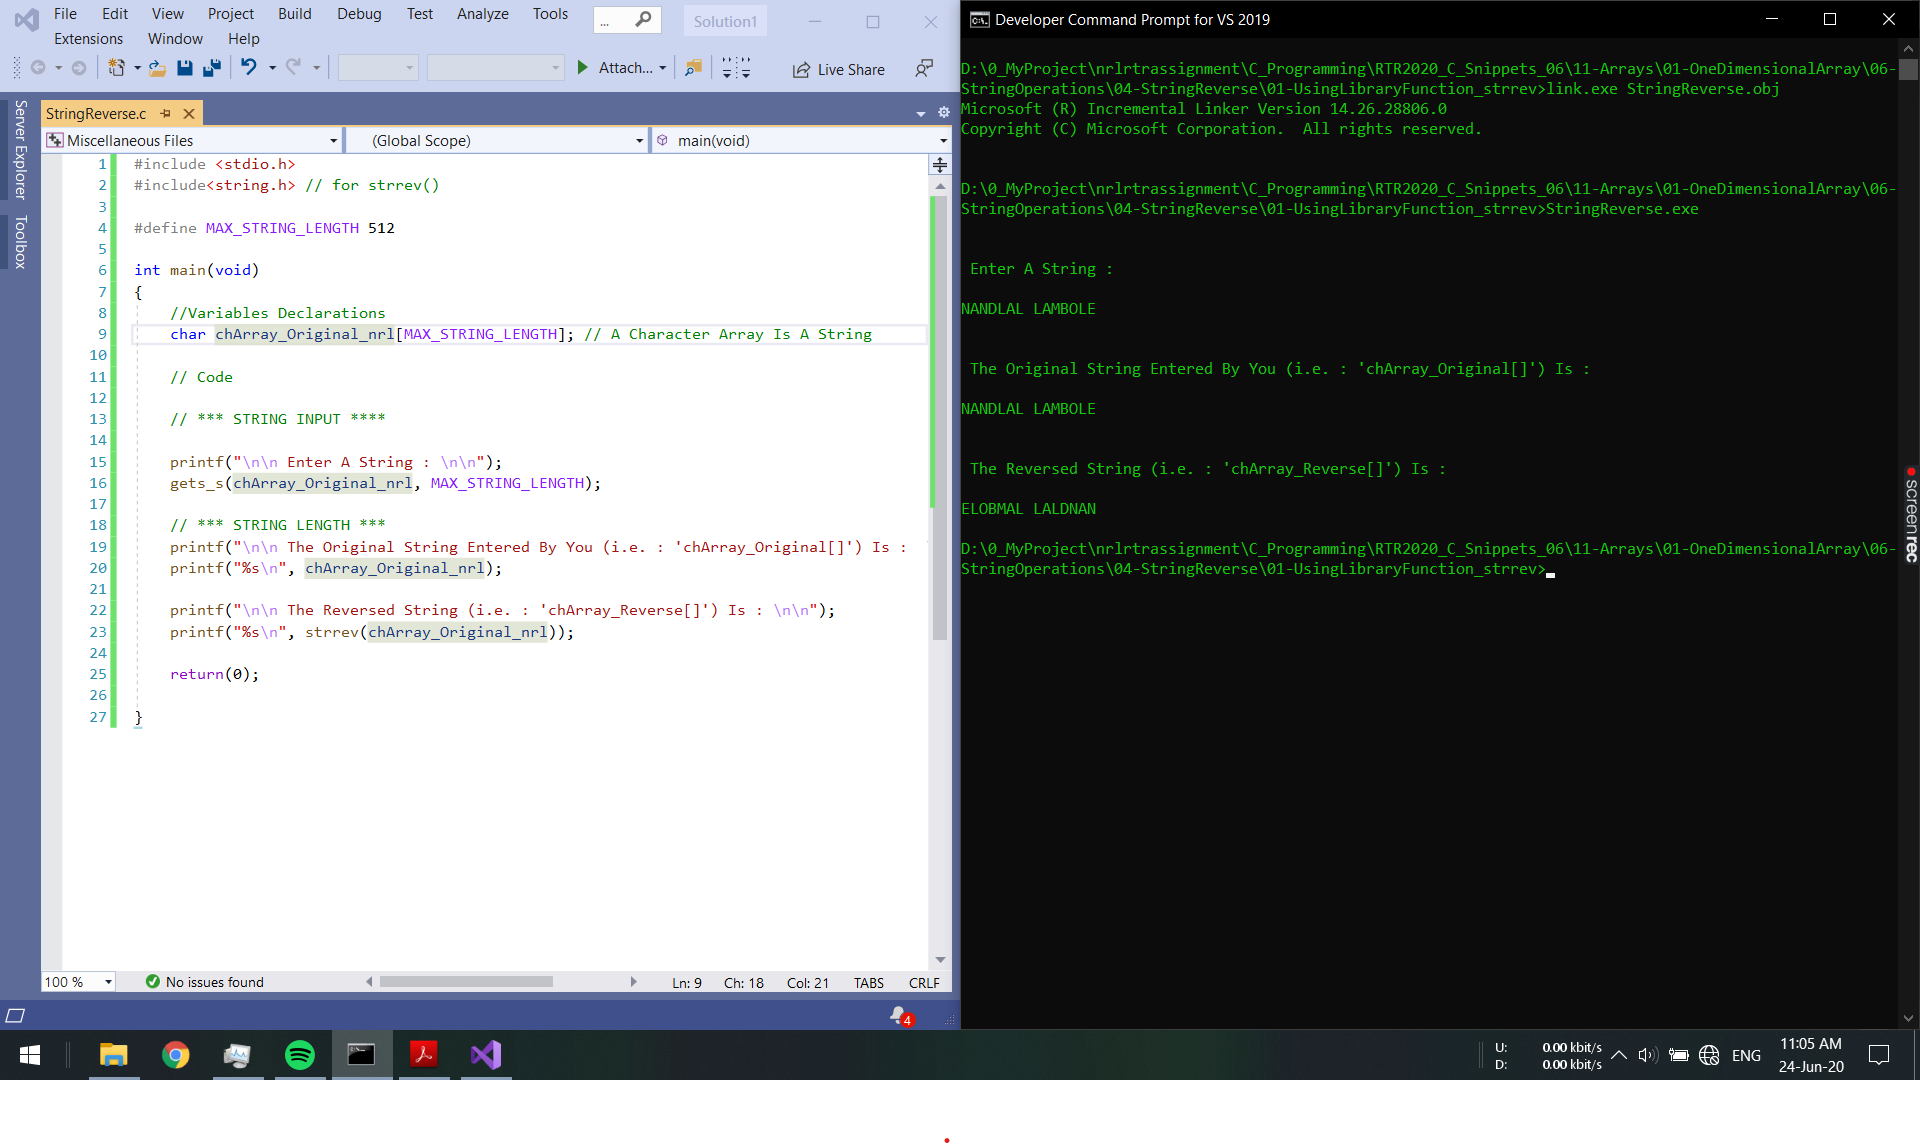 File Edit View Project Build Debug Test Analyze Tools ... Solution1
Extensions Window Help
Attach... Live Share
Server Explorer
Toolbox
StringReverse.c
Miscellaneous Files (Global Scope) main(void)
1 #include <stdio.h>
2 #include<string.h> // for strrev()
3
4 #define MAX_STRING_LENGTH 512
5
6 int main(void)
7 {
8 //Variables Declarations
9 char chArray_Original_nrl[MAX_STRING_LENGTH]; // A Character Array Is A String
10
11 // Code
12
13 // *** STRING INPUT ****
14
15 printf("\n\n Enter A String : \n\n");
16 gets_s(chArray_Original_nrl, MAX_STRING_LENGTH);
17
18 // *** STRING LENGTH ***
19 printf("\n\n The Original String Entered By You (i.e. : 'chArray_Original[]') Is :
20 printf("%s\n", chArray_Original_nrl);
21
22 printf("\n\n The Reversed String (i.e. : 'chArray_Reverse[]') Is : \n\n");
23 printf("%s\n", strrev(chArray_Original_nrl));
24
25 return(0);
26
27 }
100 % No issues found Ln: 9 Ch: 18 Col: 21 TABS CRLF
4
Developer Command Prompt for VS 2019
D:\0_MyProject\nrlrtrassignment\C_Programming\RTR2020_C_Snippets_06\11-Arrays\01-OneDimensionalArray\06-
StringOperations\04-StringReverse\01-UsingLibraryFunction_strrev>link.exe StringReverse.obj
Microsoft (R) Incremental Linker Version 14.26.28806.0
Copyright (C) Microsoft Corporation.  All rights reserved.
D:\0_MyProject\nrlrtrassignment\C_Programming\RTR2020_C_Snippets_06\11-Arrays\01-OneDimensionalArray\06-
StringOperations\04-StringReverse\01-UsingLibraryFunction_strrev>StringReverse.exe
Enter A String :
NANDLAL LAMBOLE
The Original String Entered By You (i.e. : 'chArray_Original[]') Is :
NANDLAL LAMBOLE
The Reversed String (i.e. : 'chArray_Reverse[]') Is :
ELOBMAL LALDNAN
D:\0_MyProject\nrlrtrassignment\C_Programming\RTR2020_C_Snippets_06\11-Arrays\01-OneDimensionalArray\06-
StringOperations\04-StringReverse\01-UsingLibraryFunction_strrev>
screenrec
U: 0.00 kbit/s
D: 0.00 kbit/s
ENG
11:05 AM
24-Jun-20